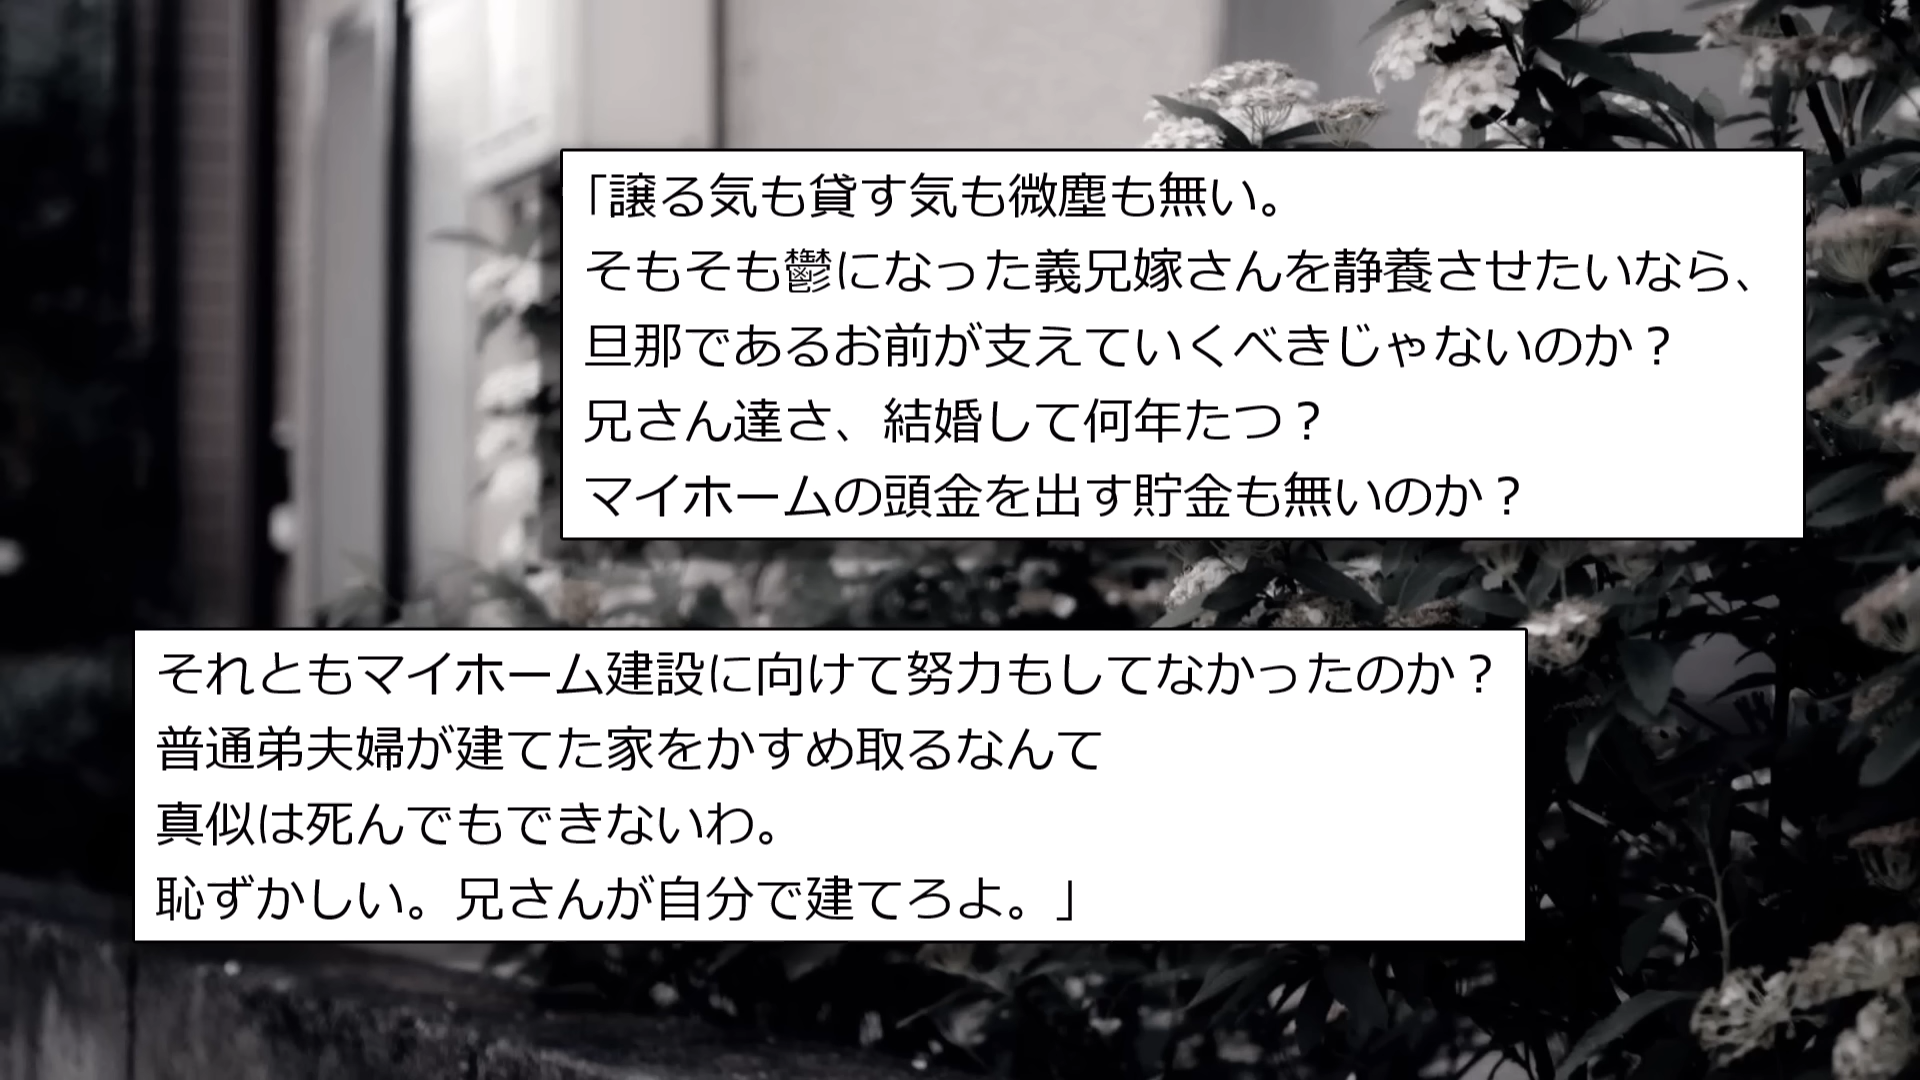 「譲る気も貸す気も微塵も無い。
そもそも鬱になった義兄嫁さんを静養させたいなら、
旦那であるお前が支えていくべきじゃないのか？
兄さん達さ、結婚して何年たつ？
マイホームの頭金を出す貯金も無いのか？
それともマイホーム建設に向けて努力もしてなかったのか？
普通弟夫婦が建てた家をかすめ取るなんて
真似は死んでもできないわ。
恥ずかしい。兄さんが自分で建てろよ。」